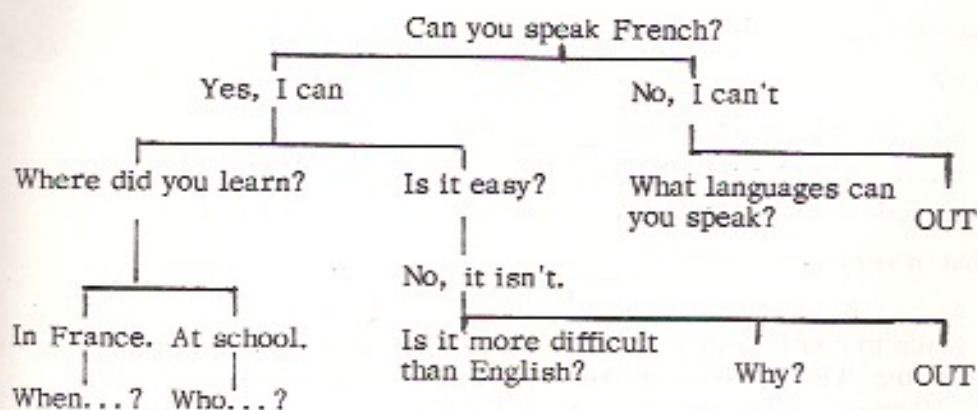 Can you speak French?
Yes, I can
No, I can't
Where did you learn?
Is it easy?
What languages can
you speak?
OUT
No, it isn't.
In France. At school.
Is it more difficult
than English?
Why?
OUT
When...? Who...?